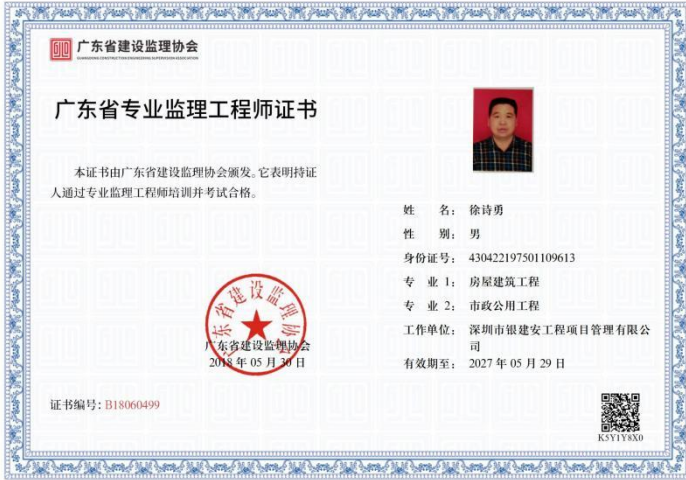 广东省建设监理协会
GUANGDONG CONSTRUCTION ENGINEERING SUPERVISION ASSOCIATION
广东省专业监理工程师证书
本证书由广东省建设监理协会颁发。它表明持证
人通过专业监理工程师培训并考试合格。
姓 名： 徐诗勇
性 别： 男
身份证号： 430422197501109613
专 业 1： 房屋建筑工程
专 业 2： 市政公用工程
工作单位： 深圳市银建安工程项目管理有限公
司
有效期至： 2027 年 05 月 29 日
广东省建设监理协会
广东省建设监理协会
2018 年 05 月 30 日
证书编号：B18060499
K5Y1Y8X0